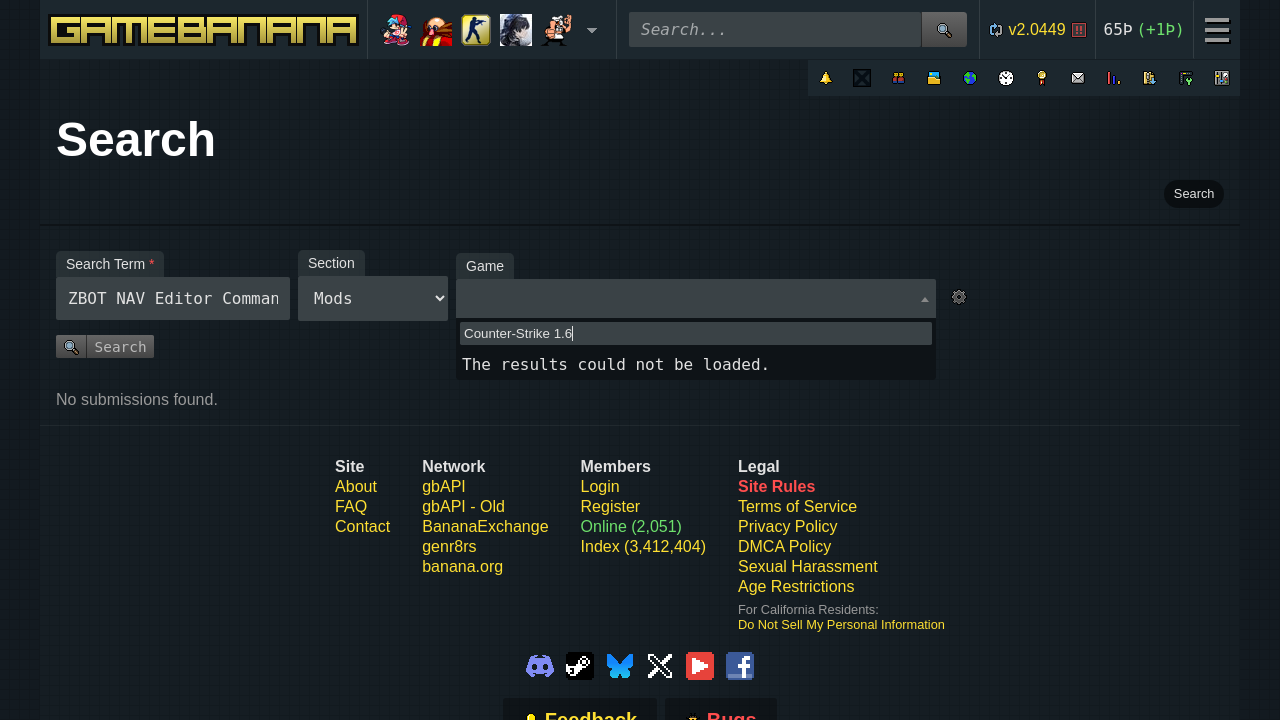 GAMEBANANA
Search...
v2.0449
65Þ (+1Þ)
Search
Search
Search Term *
Section
Game
ZBOT NAV Editor Comman
Mods
Counter-Strike 1.6
The results could not be loaded.
Search
No submissions found.
Site
About
FAQ
Contact
Network
gbAPI
gbAPI - Old
BananaExchange
genr8rs
banana.org
Members
Login
Register
Online (2,051)
Index (3,412,404)
Legal
Site Rules
Terms of Service
Privacy Policy
DMCA Policy
Sexual Harassment
Age Restrictions
For California Residents:
Do Not Sell My Personal Information
Feedback
Bugs